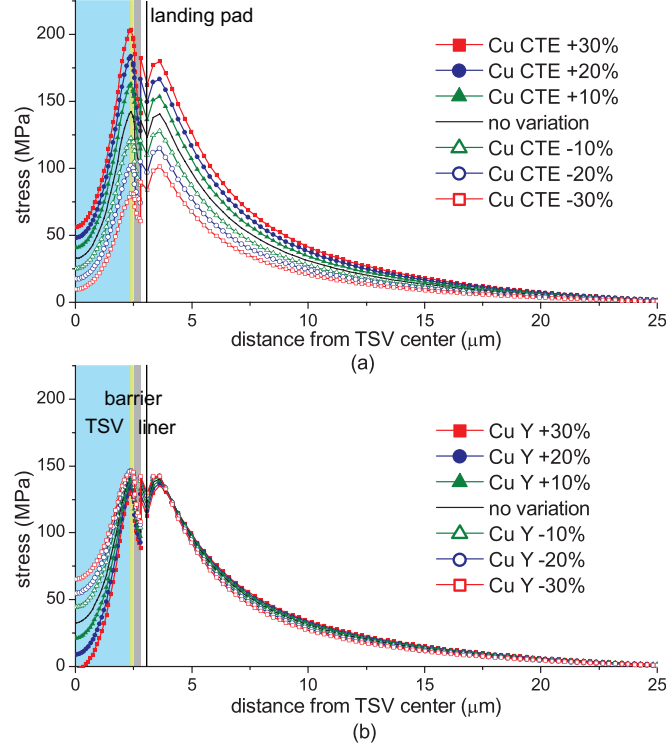 landing pad
200
150
100
50
0
stress (MPa)
Cu CTE +30%
Cu CTE +20%
Cu CTE +10%
no variation
Cu CTE -10%
Cu CTE -20%
Cu CTE -30%
0 5 10 15 20 25
distance from TSV center (μm)
(a)
200
150
100
50
0
stress (MPa)
barrier
TSV
liner
Cu Y +30%
Cu Y +20%
Cu Y +10%
no variation
Cu Y -10%
Cu Y -20%
Cu Y -30%
0 5 10 15 20 25
distance from TSV center (μm)
(b)